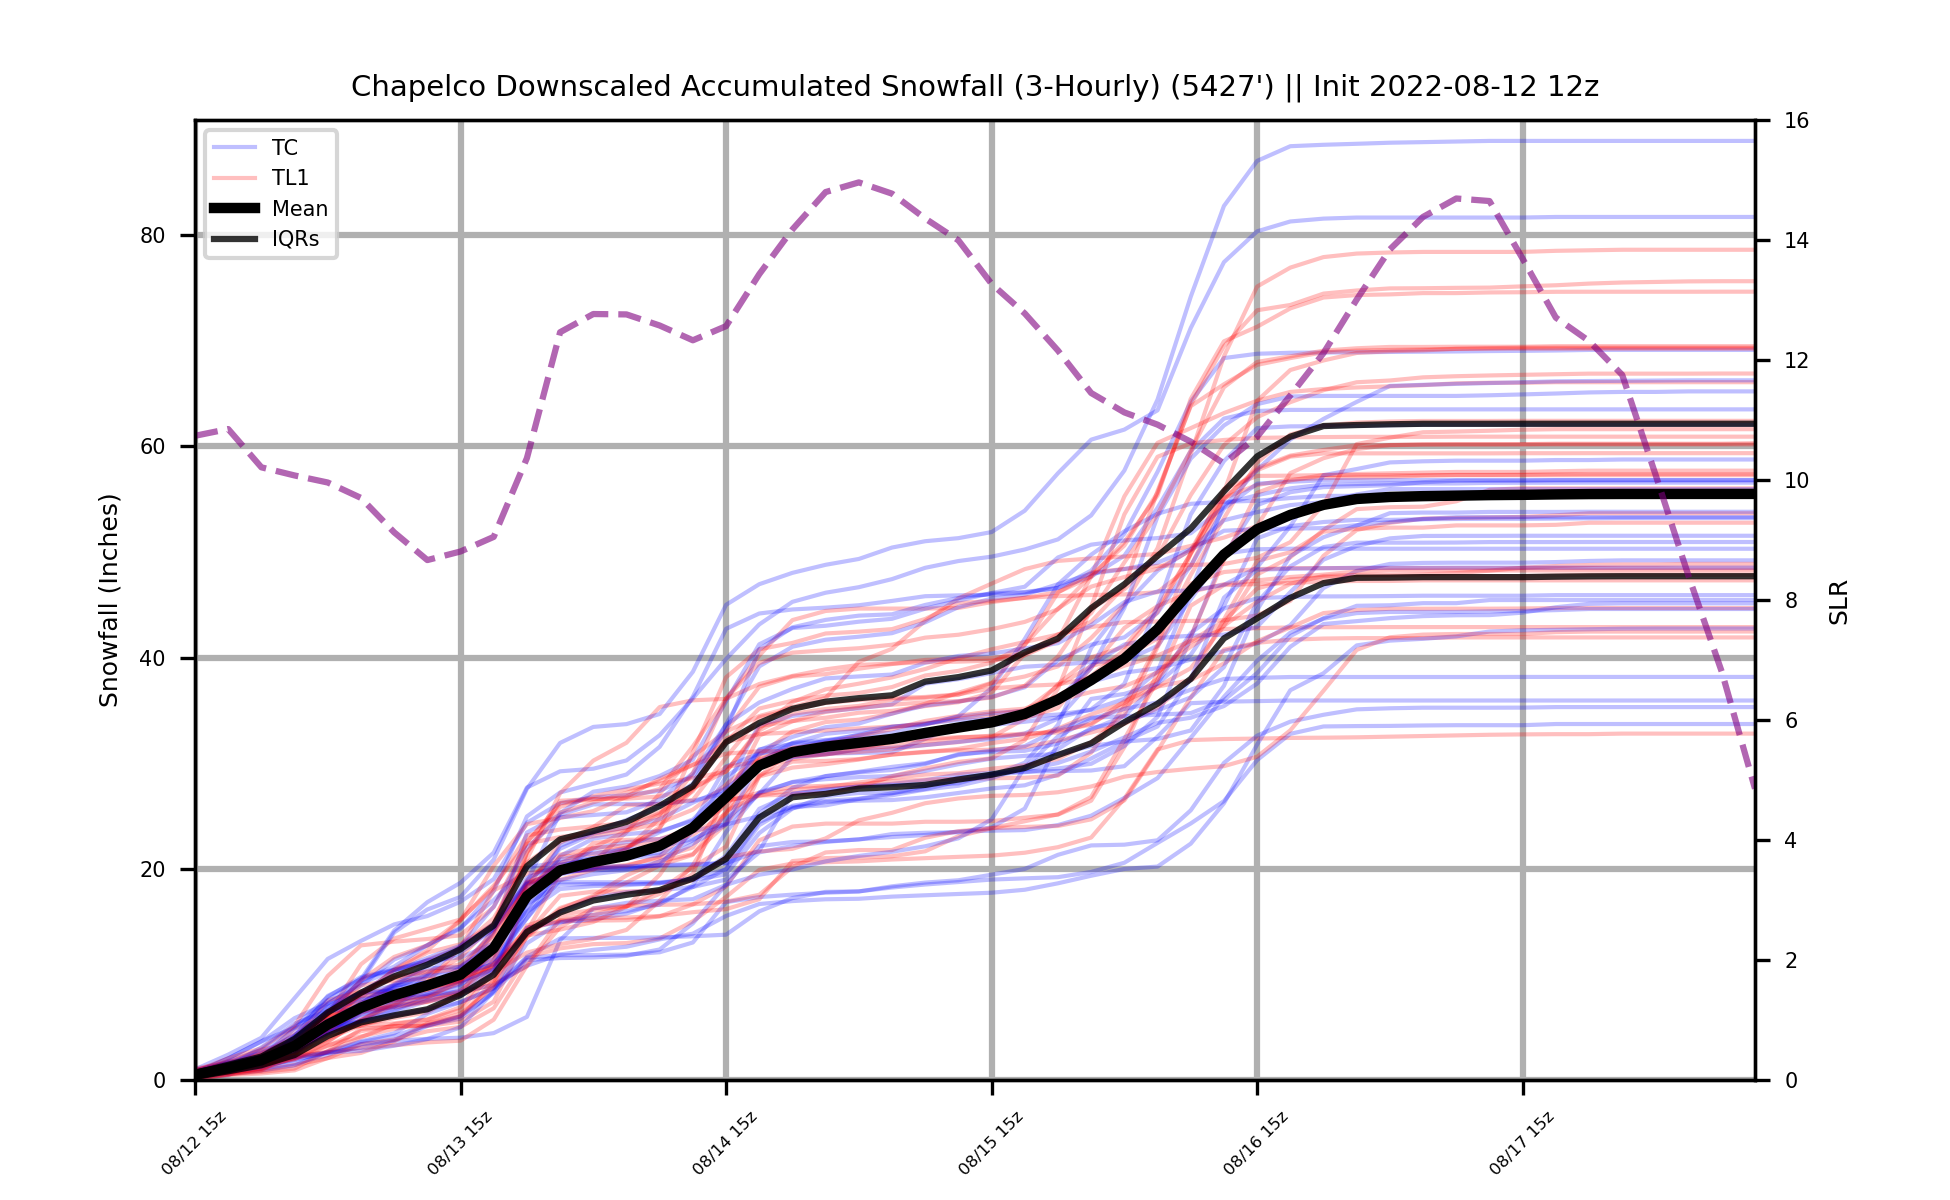 Chapelco Downscaled Accumulated Snowfall (3-Hourly) (5427') || Init 2022-08-12 12z
TC
TL1
Mean
IQRs
Snowfall (Inches)
80
60
40
20
0
16
14
12
10
8
6
4
2
0
SLR
08/12 15z
08/13 15z
08/14 15z
08/15 15z
08/16 15z
08/17 15z